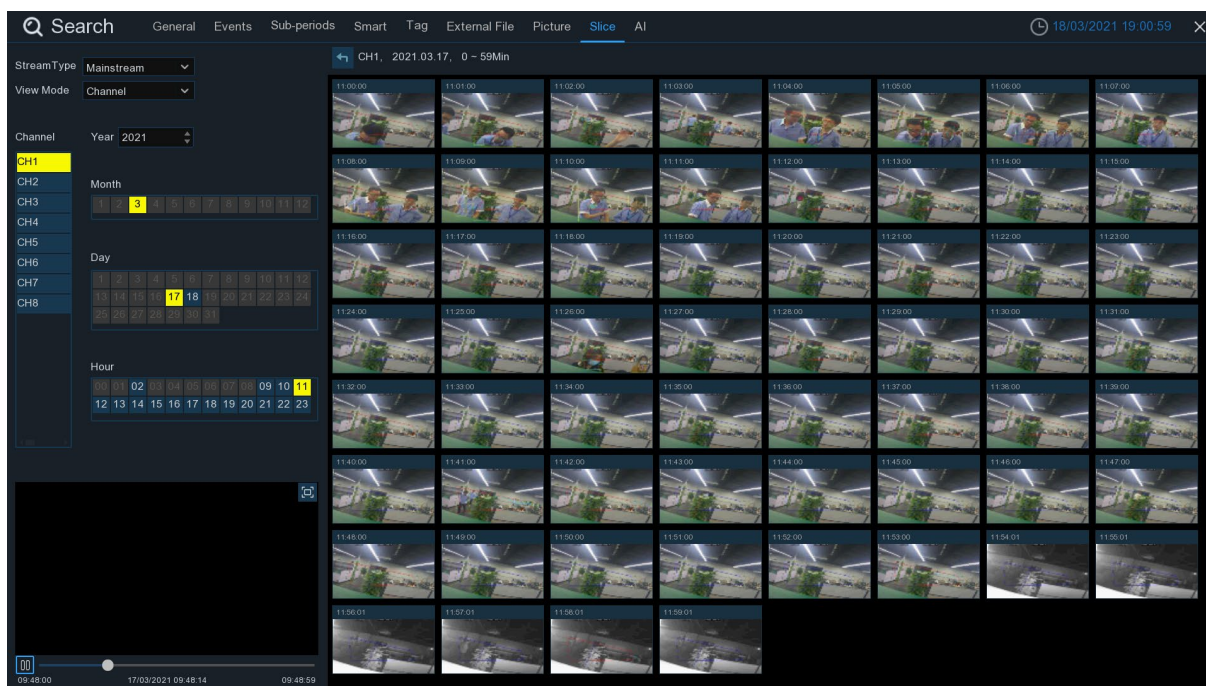 Search General Events Sub-periods Smart Tag External File Picture Slice AI 18/03/2021 19:00:59
CH1, 2021.03.17, 0 ~ 59Min
StreamType Mainstream
View Mode Channel
Channel Year 2021
CH1
CH2
CH3
CH4
CH5
CH6
CH7
CH8
Month
1 2 3 4 5 6 7 8 9 10 11 12
Day
1 2 3 4 5 6 7 8 9 10 11 12
13 14 15 16 17 18 19 20 21 22 23 24
25 26 27 28 29 30 31
Hour
00 01 02 03 04 05 06 07 08 09 10 11
12 13 14 15 16 17 18 19 20 21 22 23
09:48:00 17/03/2021 09:48:14 09:48:59
11:00:00 11:01:00 11:02:00 11:03:00 11:04:00 11:05:00 11:06:00 11:07:00
11:08:00 11:09:00 11:10:00 11:11:00 11:12:00 11:13:00 11:14:00 11:15:00
11:16:00 11:17:00 11:18:00 11:19:00 11:20:00 11:21:00 11:22:00 11:23:00
11:24:00 11:25:00 11:26:00 11:27:00 11:28:00 11:29:00 11:30:00 11:31:00
11:32:00 11:33:00 11:34:00 11:35:00 11:36:00 11:37:00 11:38:00 11:39:00
11:40:00 11:41:00 11:42:00 11:43:00 11:44:00 11:45:00 11:46:00 11:47:00
11:48:00 11:49:00 11:50:00 11:51:00 11:52:00 11:53:00 11:54:01 11:55:01
11:56:01 11:57:01 11:58:01 11:59:01